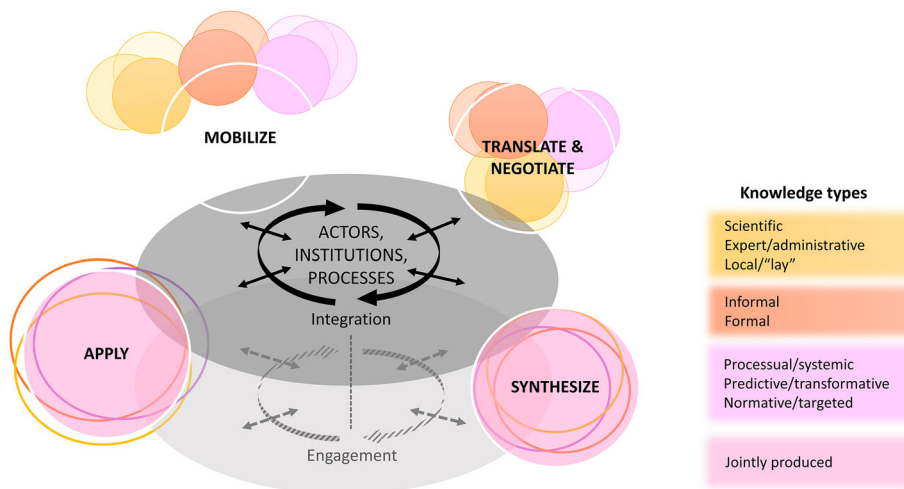 MOBILIZE
TRANSLATE &
NEGOTIATE
ACTORS,
INSTITUTIONS,
PROCESSES
Integration
APPLY
SYNTHESIZE
Engagement
Knowledge types
Scientific
Expert/administrative
Local/“lay”
Informal
Formal
Processual/systemic
Predictive/transformative
Normative/targeted
Jointly produced